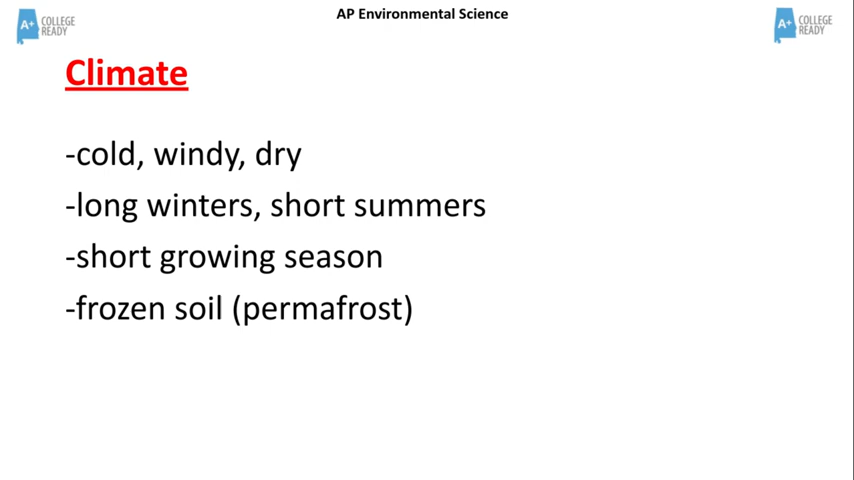 AP Environmental Science
A+ COLLEGE READY
A+ COLLEGE READY
Climate
-cold, windy, dry
-long winters, short summers
-short growing season
-frozen soil (permafrost)